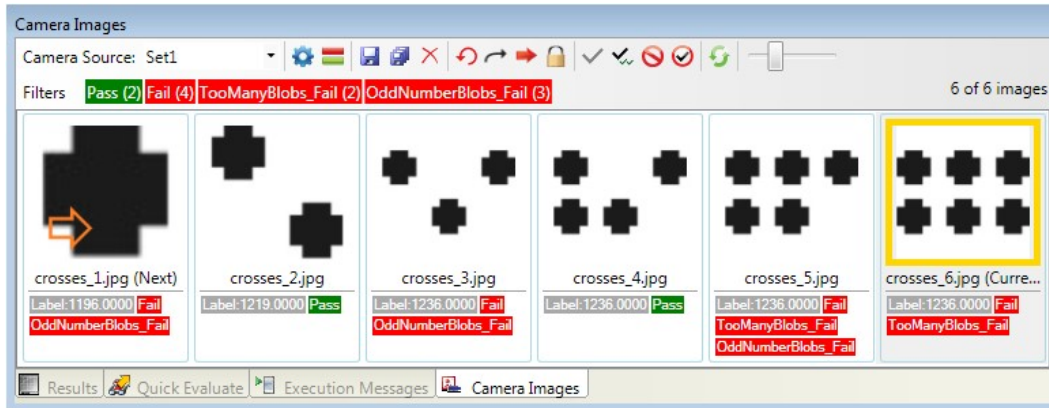 Camera Images
Camera Source: Set1
Filters Pass (2) Fail (4) TooManyBlobs_Fail (2) OddNumberBlobs_Fail (3) 6 of 6 images
crosses_1.jpg (Next) crosses_2.jpg crosses_3.jpg crosses_4.jpg crosses_5.jpg crosses_6.jpg (Curre...
Label:1196.0000 Fail Label:1219.0000 Pass Label:1236.0000 Fail Label:1236.0000 Pass Label:1236.0000 Fail Label:1236.0000 Fail
OddNumberBlobs_Fail OddNumberBlobs_Fail TooManyBlobs_Fail TooManyBlobs_Fail
OddNumberBlobs_Fail
Results Quick Evaluate Execution Messages Camera Images